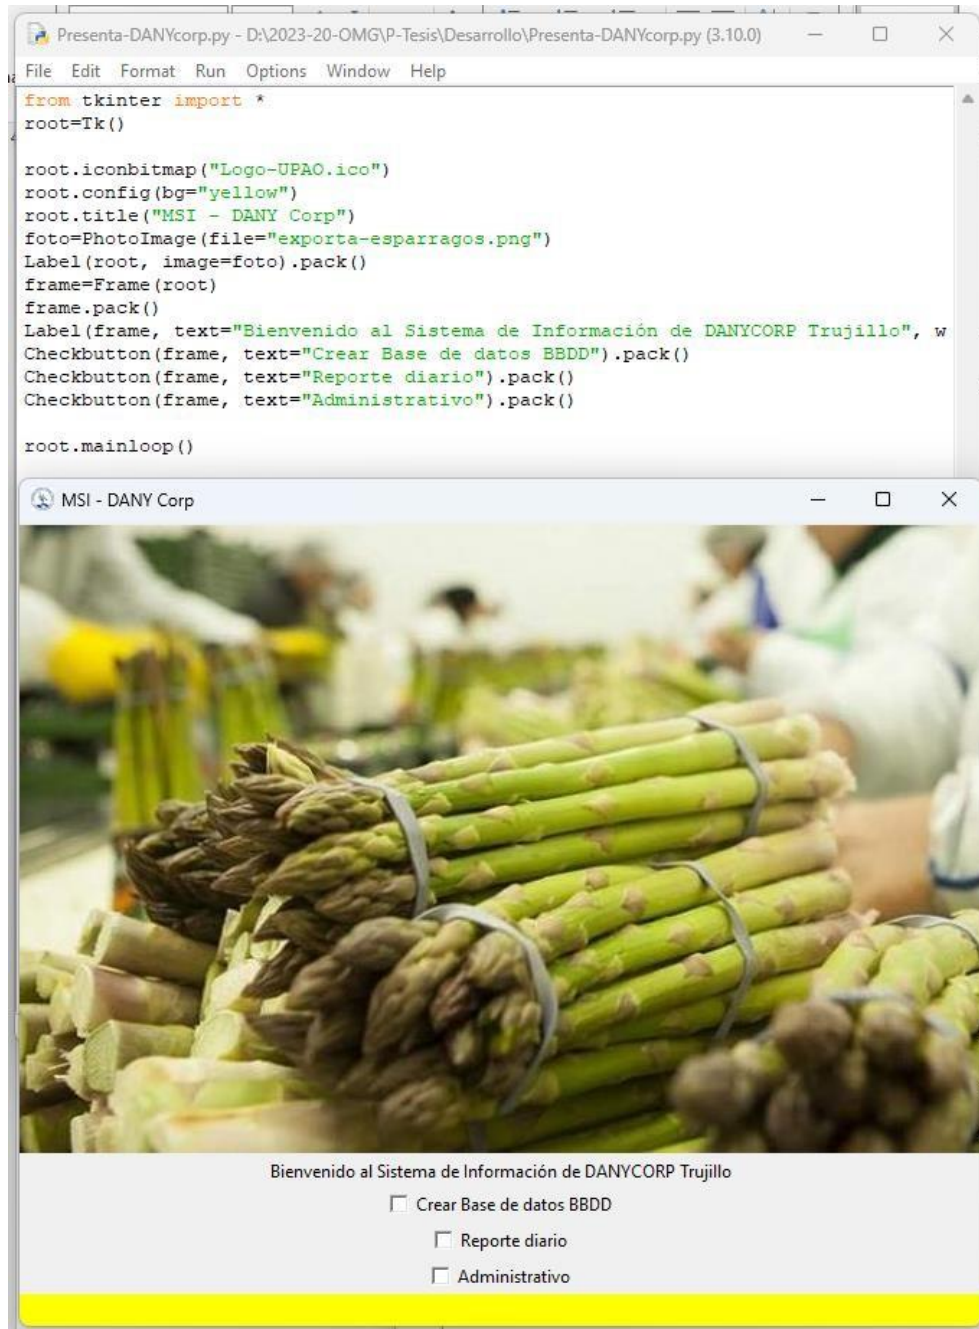 Presenta-DANYcorp.py - D:\2023-20-OMG\P-Tesis\Desarrollo\Presenta-DANYcorp.py (3.10.0)
File Edit Format Run Options Window Help
from tkinter import *
root=Tk()
root.iconbitmap("Logo-UPAO.ico")
root.config(bg="yellow")
root.title("MSI - DANY Corp")
foto=PhotoImage(file="exporta-esparragos.png")
Label(root, image=foto).pack()
frame=Frame(root)
frame.pack()
Label(frame, text="Bienvenido al Sistema de Información de DANYCORP Trujillo", w
Checkbutton(frame, text="Crear Base de datos BBDD").pack()
Checkbutton(frame, text="Reporte diario").pack()
Checkbutton(frame, text="Administrativo").pack()
root.mainloop()
MSI - DANY Corp
Bienvenido al Sistema de Información de DANYCORP Trujillo
Crear Base de datos BBDD
Reporte diario
Administrativo